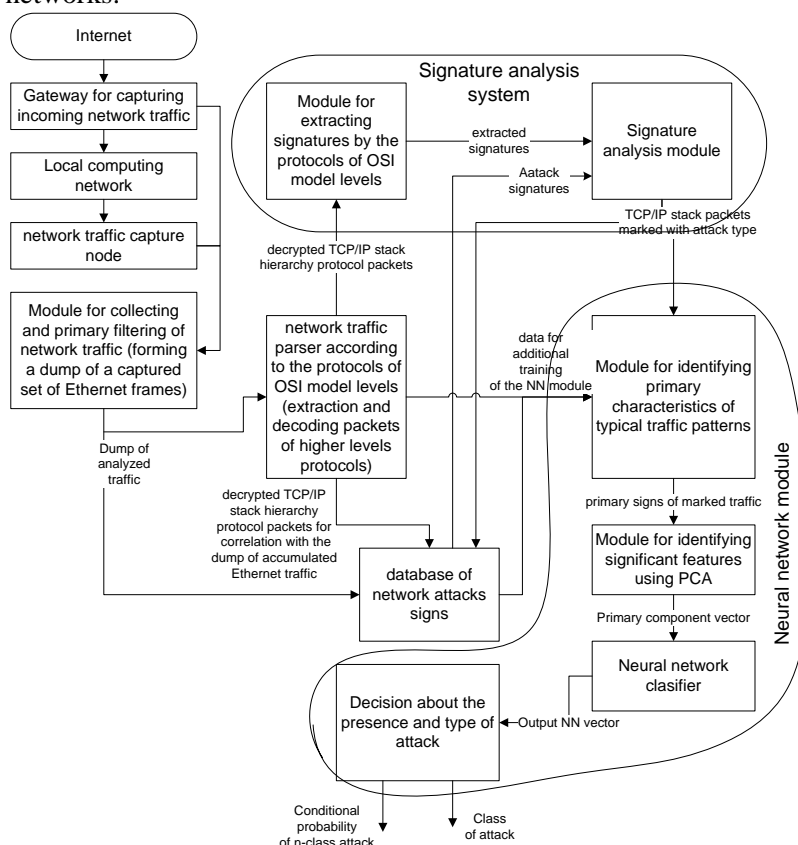 networks.
Internet
Gateway for capturing
incoming network traffic
Local computing
network
network traffic capture
node
Module for collecting
and primary filtering of
network traffic (forming
a dump of a captured
set of Ethernet frames)
Dump of
analyzed
traffic
Signature analysis
system
Module for
extracting
signatures by the
protocols of OSI
model levels
extracted
signatures
Aatack
signatures
Signature
analysis module
TCP/IP stack packets
marked with attack type
decrypted TCP/IP stack
hierarchy protocol packets
network traffic
parser according
to the protocols of
OSI model levels
(extraction and
decoding packets
of higher levels
protocols)
data for
additional
training
of the NN module
Module for identifying
primary
characteristics of
typical traffic patterns
decrypted TCP/IP
stack hierarchy
protocol packets for
correlation with the
dump of accumulated
Ethernet traffic
database of
network attacks
signs
primary signs of marked traffic
Module for identifying
significant features
using PCA
Primary component vector
Neural network
clasifier
Neural network module
Output NN vector
Decision about the
presence and type of
attack
Conditional
probability
of n-class attack
Class
of attack